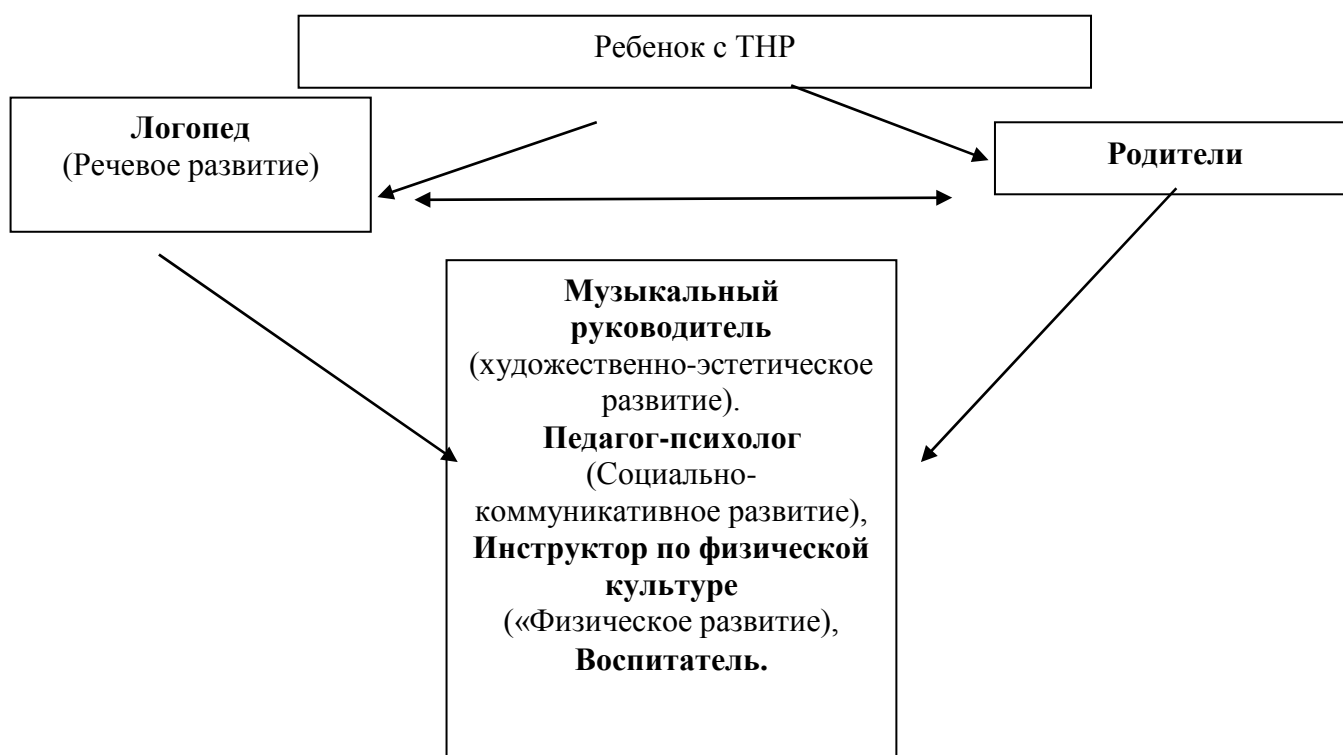 Ребенок с ТНР
Логопед
(Речевое развитие)
Родители
Музыкальный
руководитель
(художественно-эстетическое
развитие).
Педагог-психолог
(Социально-
коммуникативное развитие),
Инструктор по физической
культуре
(«Физическое развитие),
Воспитатель.